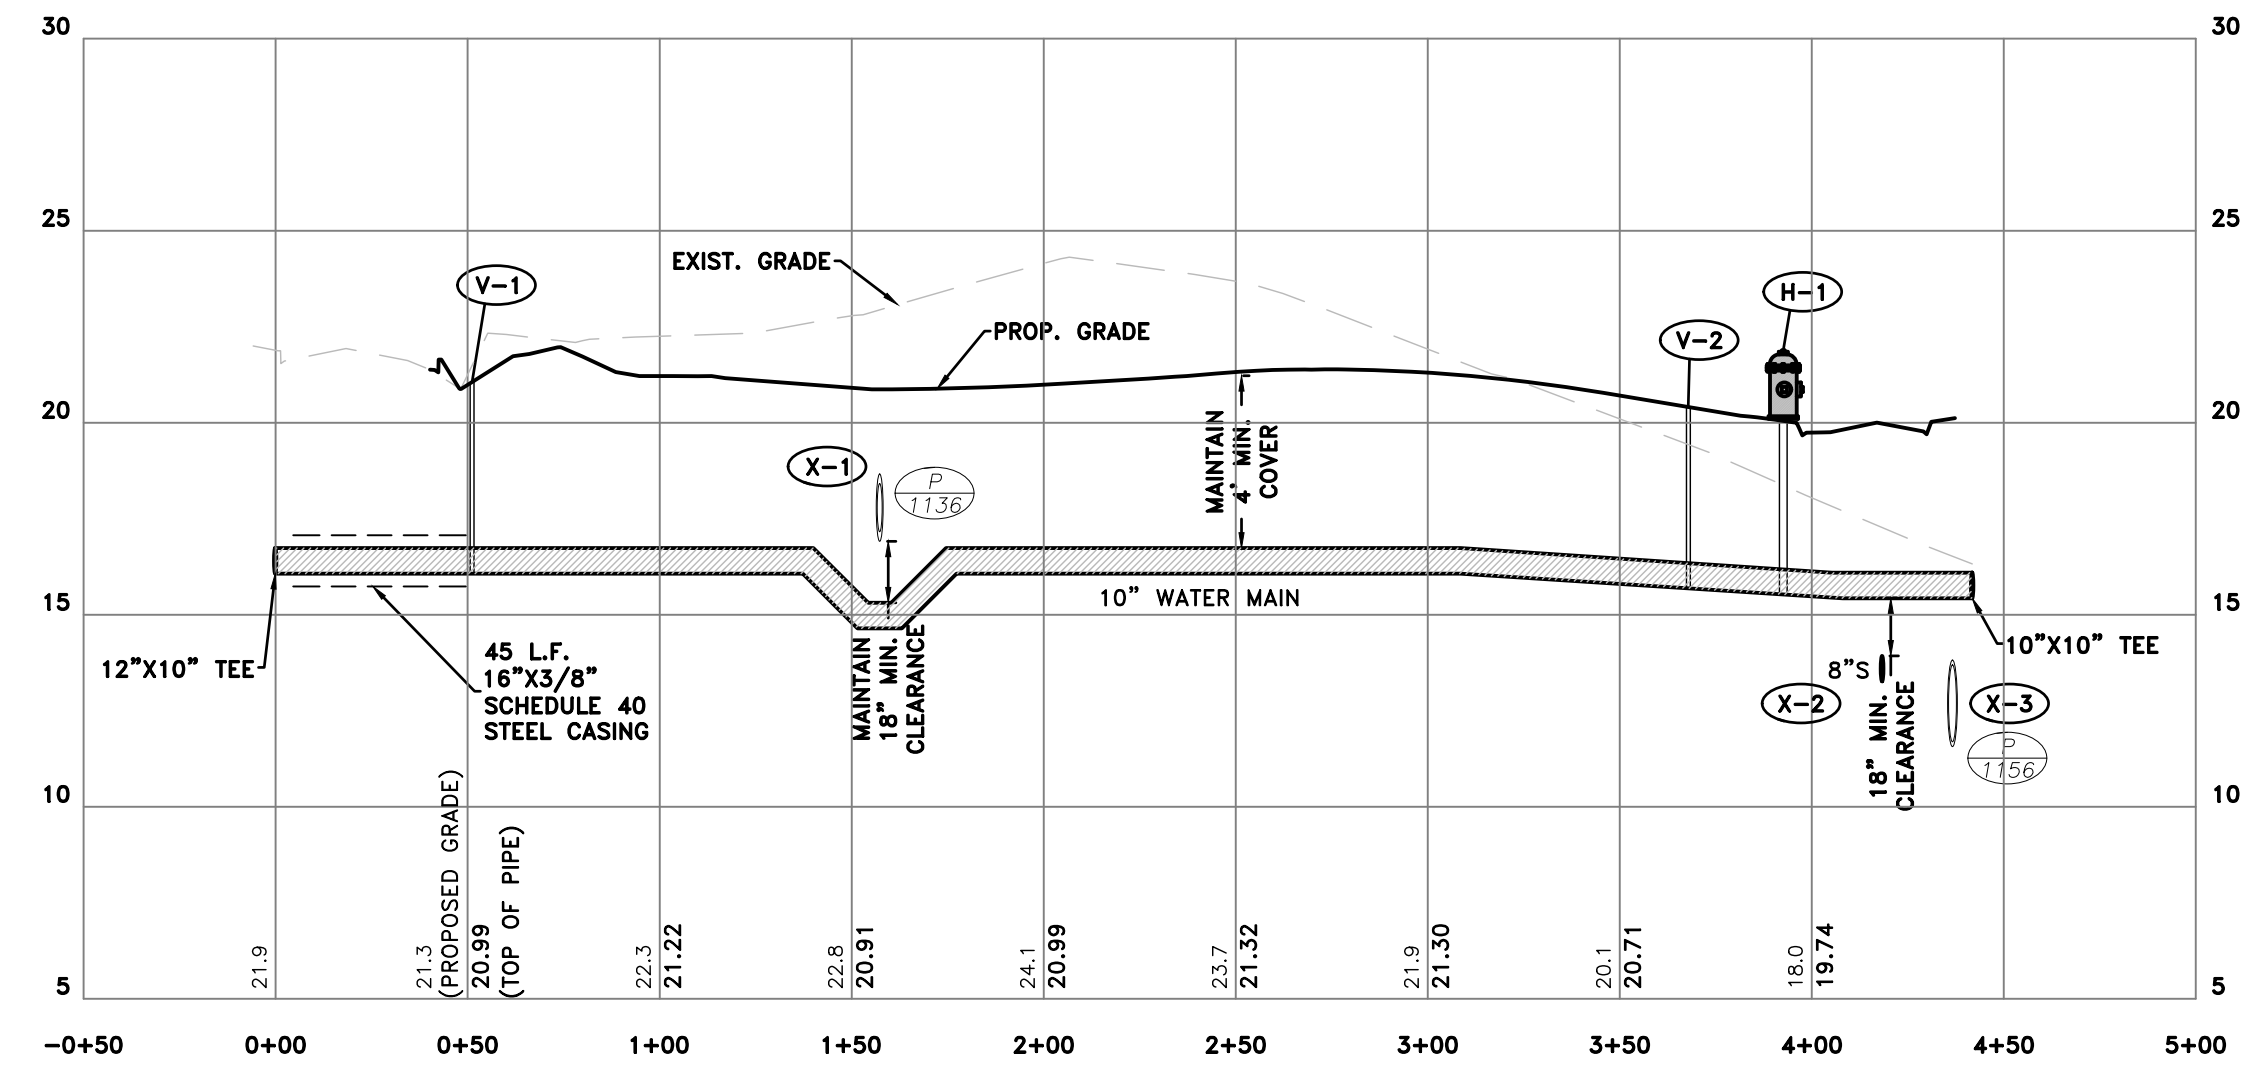 30
30
25
25
20
20
15
15
10
10
5
5
EXIST. GRADE
V-1
H-1
PROP. GRADE
V-2
X-1
P
1136
MAINTAIN
4' MIN.
COVER
10" WATER MAIN
12"X10" TEE
45 L.F.
16"X3/8"
SCHEDULE 40
STEEL CASING
MAINTAIN
18" MIN.
CLEARANCE
10"X10" TEE
8"S
X-2
18" MIN.
CLEARANCE
X-3
P
1156
(PROPOSED GRADE)
(TOP OF PIPE)
21.9
21.3
20.99
22.3
21.22
22.8
20.91
24.1
20.99
23.7
21.32
21.9
21.30
20.1
20.71
18.0
19.74
-0+50
0+00
0+50
1+00
1+50
2+00
2+50
3+00
3+50
4+00
4+50
5+00